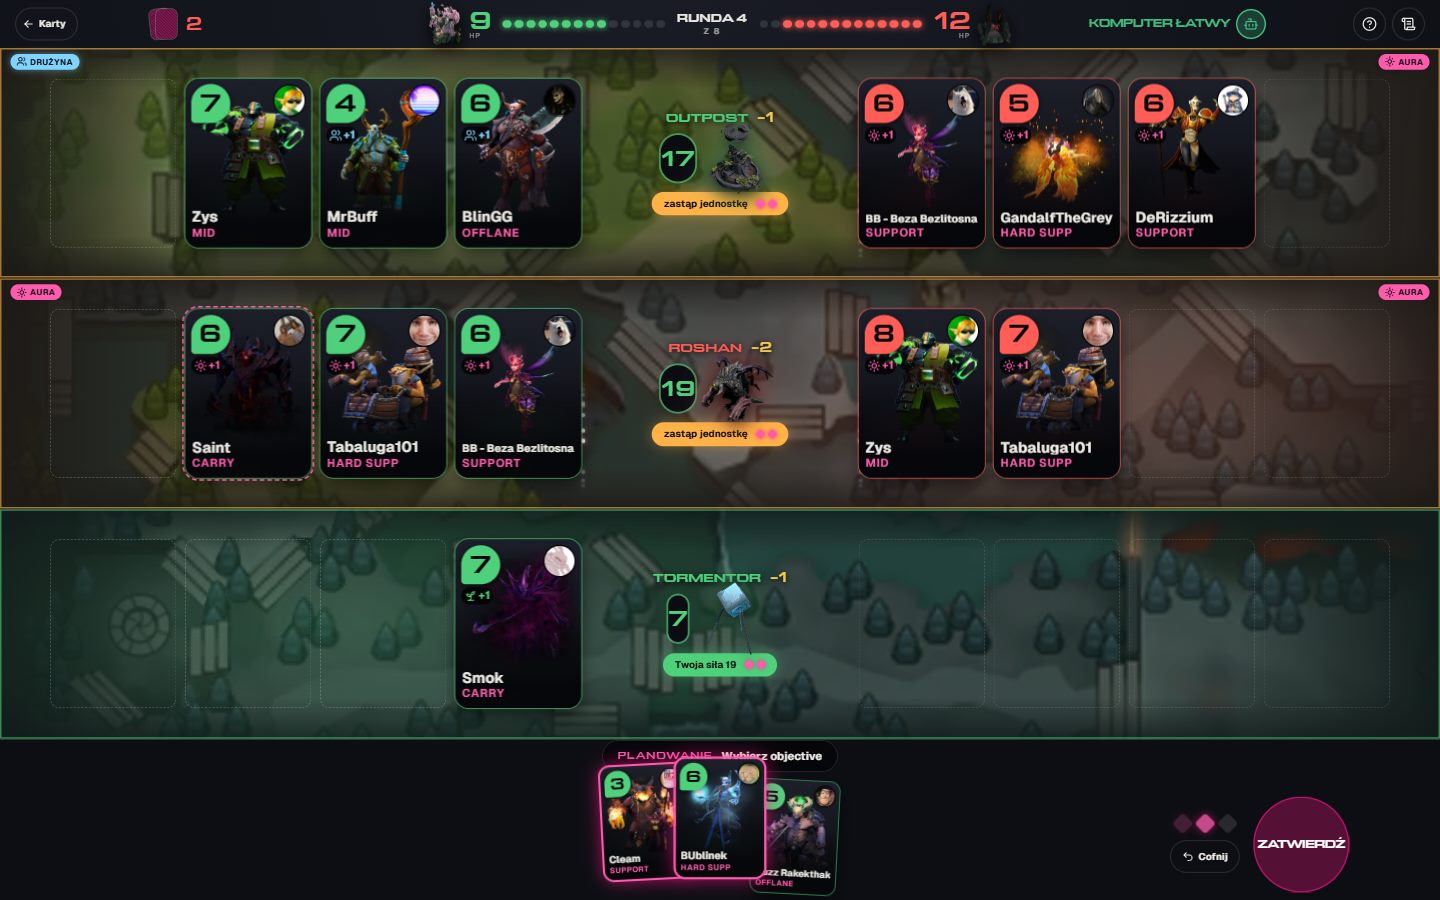 Karty
2
9
HP
RUNDA 4
Z 8
12
HP
KOMPUTER ŁATWY
DRUŻYNA
AURA
7
Zys
MID
4
+1
MrBuff
MID
6
+1
BlinGG
OFFLANE
OUTPOST -1
17
zastąp jednostkę
6
+1
BB - Beza Bezlitosna
SUPPORT
5
+1
GandalfTheGrey
HARD SUPP
6
+1
DeRizzium
SUPPORT
AURA
AURA
6
+1
Saint
CARRY
7
+1
Tabaluga101
HARD SUPP
6
+1
BB - Beza Bezlitosna
SUPPORT
ROSHAN -2
19
zastąp jednostkę
8
+1
Zys
MID
7
+1
Tabaluga101
HARD SUPP
7
+1
Smok
CARRY
TORMENTOR -1
7
Twoja siła 19
PLANOWANIE Wybierz objective
3
Cleam
SUPPORT
6
BUblinek
HARD SUPP
5
Rakekthak
OFFLANE
Cofnij
ZATWIERDŹ